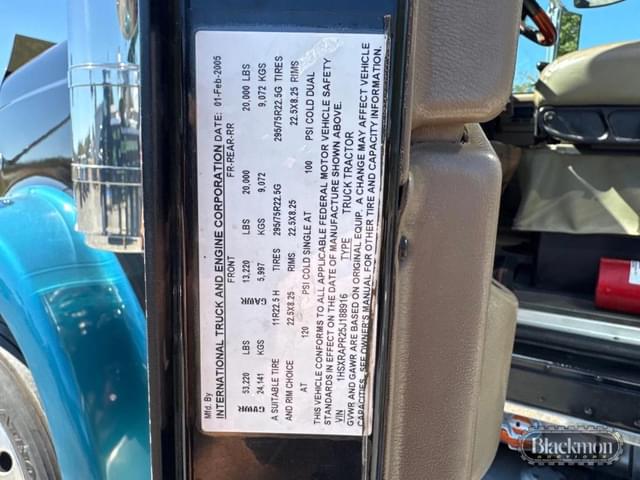 Mfd. By
INTERNATIONAL TRUCK AND ENGINE CORPORATION DATE: 01-Feb-2005
FRONT FR-REAR-RR
GVWR 53,220 LBS GAWR 13,220 LBS 20,000 20,000 LBS
24,141 KGS 5,997 KGS 9,072 9,072 KGS
A SUITABLE TIRE 11R22.5 H TIRES 295/75R22.5G 295/75R22.5G TIRES
AND RIM CHOICE 22.5X8.25 RIMS 22.5X8.25 22.5X8.25 RIMS
AT 120 PSI COLD SINGLE AT 100 PSI COLD DUAL
THIS VEHICLE CONFORMS TO ALL APPLICABLE FEDERAL MOTOR VEHICLE SAFETY
STANDARDS IN EFFECT ON THE DATE OF MANUFACTURE SHOWN ABOVE.
VIN 1HSXRAPR25J188916 TYPE TRUCK TRACTOR
GVWR AND GAWR ARE BASED ON ORIGINAL EQUIP. A CHANGE MAY AFFECT VEHICLE
CAPACITIES, SEE OWNER'S MANUAL FOR OTHER TIRE AND CAPACITY INFORMATION.
Blackmon
AUCTIONS